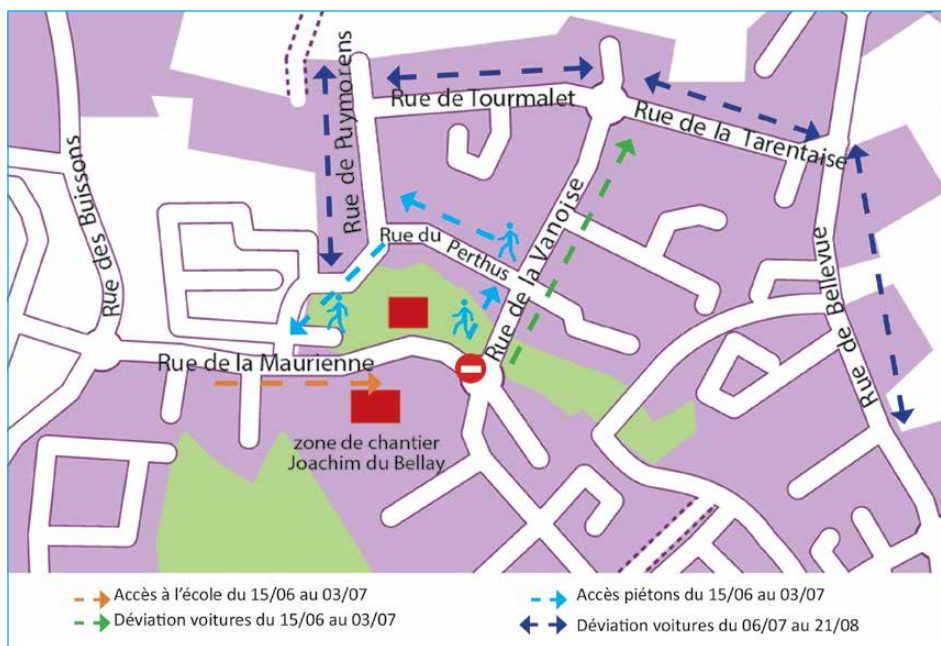 Rue de Tourmalet
Rue de la Tarentaise
Rue de Puymorens
Rue des Buissons
Rue du Perthus
Rue de la Vanoise
Rue de Bellevue
Rue de la Maurienne
zone de chantier
Joachim du Bellay
Accès à l'école du 15/06 au 03/07
Déviation voitures du 15/06 au 03/07
Accès piétons du 15/06 au 03/07
Déviation voitures du 06/07 au 21/08